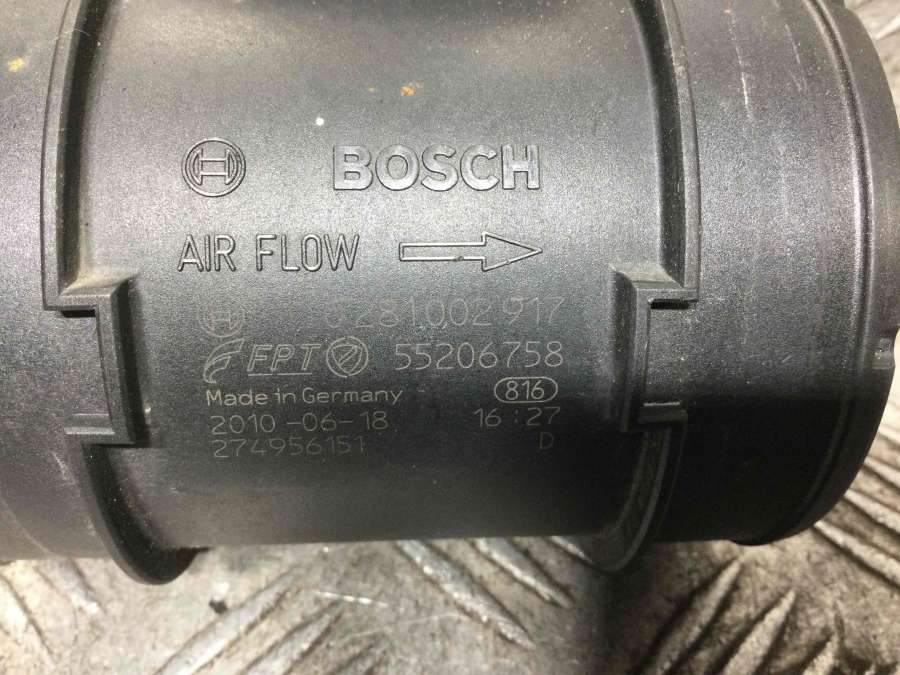 BOSCH
AIR FLOW
0 281 002 917
FPT 55206758
Made in Germany 816
2010-06-18 16:27
274956151 D